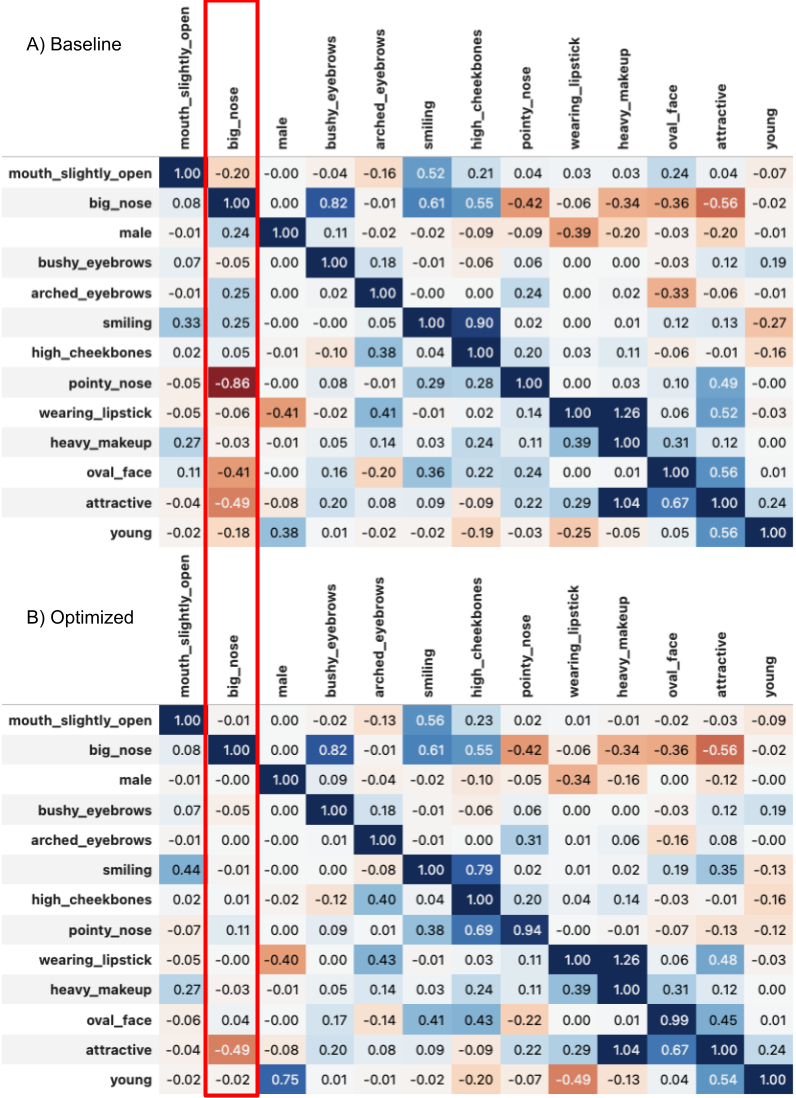 A) Baseline
mouth_slightly_open big_nose male bushy_eyebrows arched_eyebrows smiling high_cheekbones pointy_nose wearing_lipstick heavy_makeup oval_face attractive young
mouth_slightly_open 1.00 -0.20 -0.00 -0.04 -0.16 0.52 0.21 0.04 0.03 0.03 0.24 0.04 -0.07
big_nose 0.08 1.00 0.00 0.82 -0.01 0.61 0.55 -0.42 -0.06 -0.34 -0.36 -0.56 -0.02
male -0.01 0.24 1.00 0.11 -0.02 -0.02 -0.09 -0.09 -0.39 -0.20 -0.03 -0.20 -0.01
bushy_eyebrows 0.07 -0.05 0.00 1.00 0.18 -0.01 -0.06 0.06 0.00 0.00 -0.03 0.12 0.19
arched_eyebrows -0.01 0.25 0.00 0.02 1.00 -0.00 0.00 0.24 0.00 0.02 -0.33 -0.06 -0.01
smiling 0.33 0.25 -0.00 -0.00 0.05 1.00 0.90 0.02 0.00 0.01 0.12 0.13 -0.27
high_cheekbones 0.02 0.05 -0.01 -0.10 0.38 0.04 1.00 0.20 0.03 0.11 -0.06 -0.01 -0.16
pointy_nose -0.05 -0.86 -0.00 0.08 -0.01 0.29 0.28 1.00 0.00 0.03 0.10 0.49 -0.00
wearing_lipstick -0.05 -0.06 -0.41 -0.02 0.41 -0.01 0.02 0.14 1.00 1.26 0.06 0.52 -0.03
heavy_makeup 0.27 -0.03 -0.01 0.05 0.14 0.03 0.24 0.11 0.39 1.00 0.31 0.12 0.00
oval_face 0.11 -0.41 -0.00 0.16 -0.20 0.36 0.22 0.24 0.00 0.01 1.00 0.56 0.01
attractive -0.04 -0.49 -0.08 0.20 0.08 0.09 -0.09 0.22 0.29 1.04 0.67 1.00 0.24
young -0.02 -0.18 0.38 0.01 -0.02 -0.02 -0.19 -0.03 -0.25 -0.05 0.05 0.56 1.00
B) Optimized
mouth_slightly_open big_nose male bushy_eyebrows arched_eyebrows smiling high_cheekbones pointy_nose wearing_lipstick heavy_makeup oval_face attractive young
mouth_slightly_open 1.00 -0.01 0.00 -0.02 -0.13 0.56 0.23 0.02 0.01 -0.01 -0.02 -0.03 -0.09
big_nose 0.08 1.00 0.00 0.82 -0.01 0.61 0.55 -0.42 -0.06 -0.34 -0.36 -0.56 -0.02
male -0.01 -0.00 1.00 0.09 -0.04 -0.02 -0.10 -0.05 -0.34 -0.16 0.00 -0.12 -0.00
bushy_eyebrows 0.07 -0.05 0.00 1.00 0.18 -0.01 -0.06 0.06 0.00 0.00 -0.03 0.12 0.19
arched_eyebrows -0.01 0.00 -0.00 0.01 1.00 -0.01 0.00 0.31 0.01 0.06 -0.16 0.08 -0.00
smiling 0.44 -0.01 -0.00 0.00 -0.08 1.00 0.79 0.02 0.01 0.02 0.19 0.35 -0.13
high_cheekbones 0.02 0.01 -0.02 -0.12 0.40 0.04 1.00 0.20 0.04 0.14 -0.03 -0.01 -0.16
pointy_nose -0.07 0.11 0.00 0.09 0.01 0.38 0.69 0.94 -0.00 -0.01 -0.07 -0.13 -0.12
wearing_lipstick -0.05 -0.00 -0.40 0.00 0.43 -0.01 0.03 0.11 1.00 1.26 0.06 0.48 -0.03
heavy_makeup 0.27 -0.03 -0.01 0.05 0.14 0.03 0.24 0.11 0.39 1.00 0.31 0.12 0.00
oval_face -0.06 0.04 -0.00 0.17 -0.14 0.41 0.43 -0.22 0.00 0.01 0.99 0.45 0.01
attractive -0.04 -0.49 -0.08 0.20 0.08 0.09 -0.09 0.22 0.29 1.04 0.67 1.00 0.24
young -0.02 -0.02 0.75 0.01 -0.01 -0.02 -0.20 -0.07 -0.49 -0.13 0.04 0.54 1.00